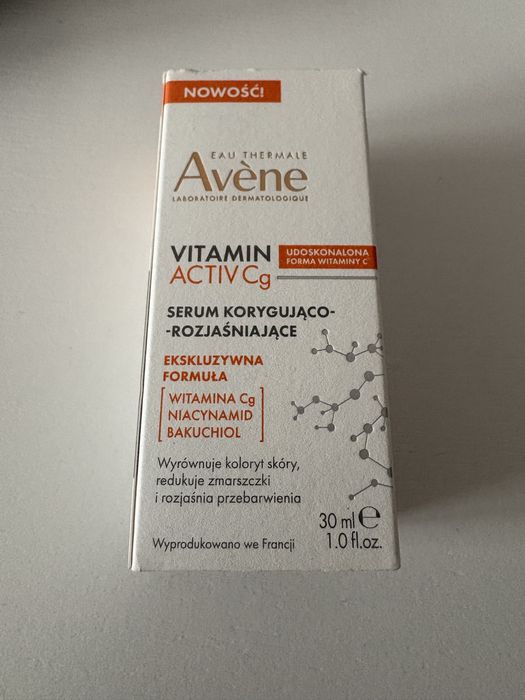 NOWOŚĆ!
EAU THERMALE
Avène
LABORATOIRE DERMATOLOGIQUE
VITAMIN
ACTIV Cg
UDOSKONALONA
FORMA WITAMINY C
SERUM KORYGUJĄCO-
-ROZJAŚNIAJĄCE
EKSKLUZYWNA
FORMUŁA
WITAMINA Cg
NIACYNAMID
BAKUCHIOL
Wyrównuje koloryt skóry,
redukuje zmarszczki
i rozjaśnia przebarwienia
30 ml ℮
1.0 fl.oz.
Wyprodukowano we Francji